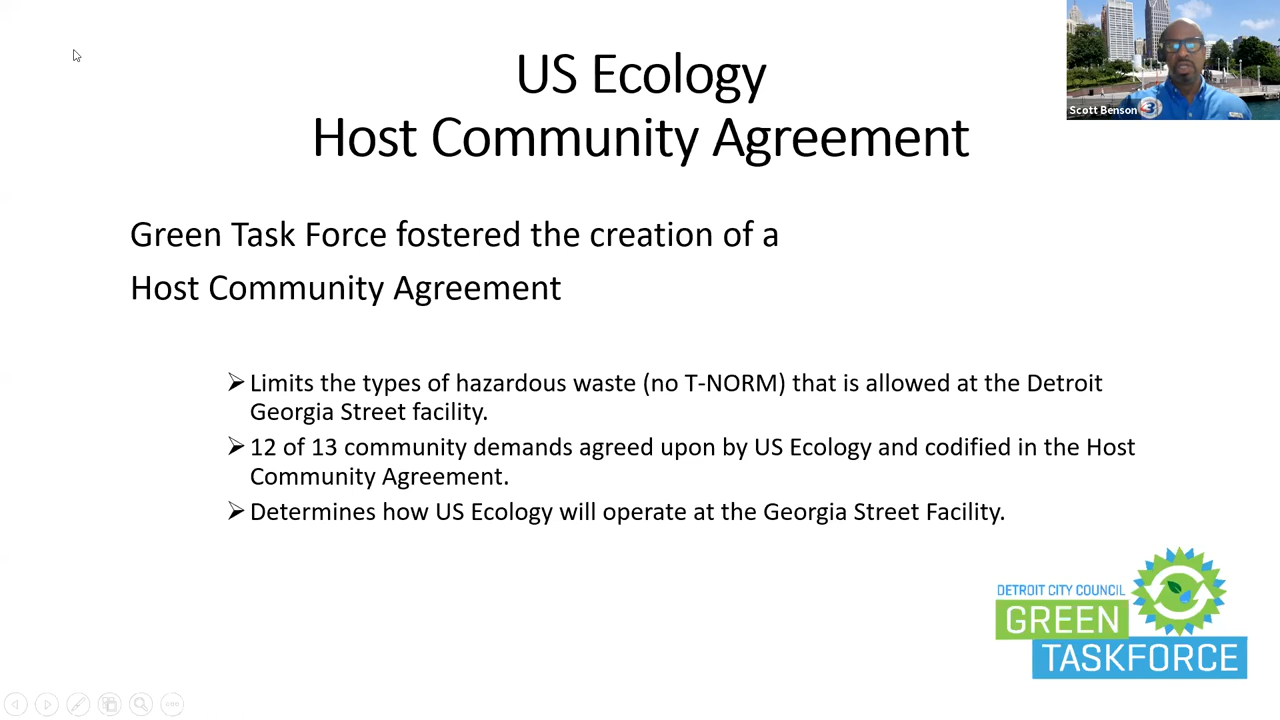 US Ecology
Host Community Agreement
Scott Benson
3
Green Task Force fostered the creation of a
Host Community Agreement
Limits the types of hazardous waste (no T-NORM) that is allowed at the Detroit
Georgia Street facility.
12 of 13 community demands agreed upon by US Ecology and codified in the Host
Community Agreement.
Determines how US Ecology will operate at the Georgia Street Facility.
DETROIT CITY COUNCIL
GREEN
TASKFORCE